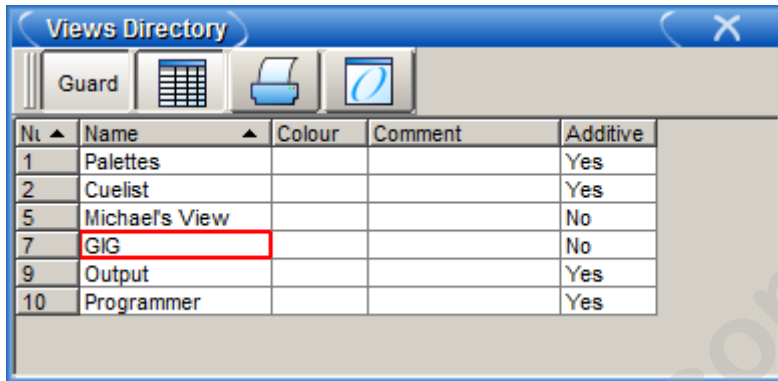 Views Directory
Guard
Nu Name Colour Comment Additive
1 Palettes Yes
2 Cuelist Yes
5 Michael's View No
7 GIG No
9 Output Yes
10 Programmer Yes